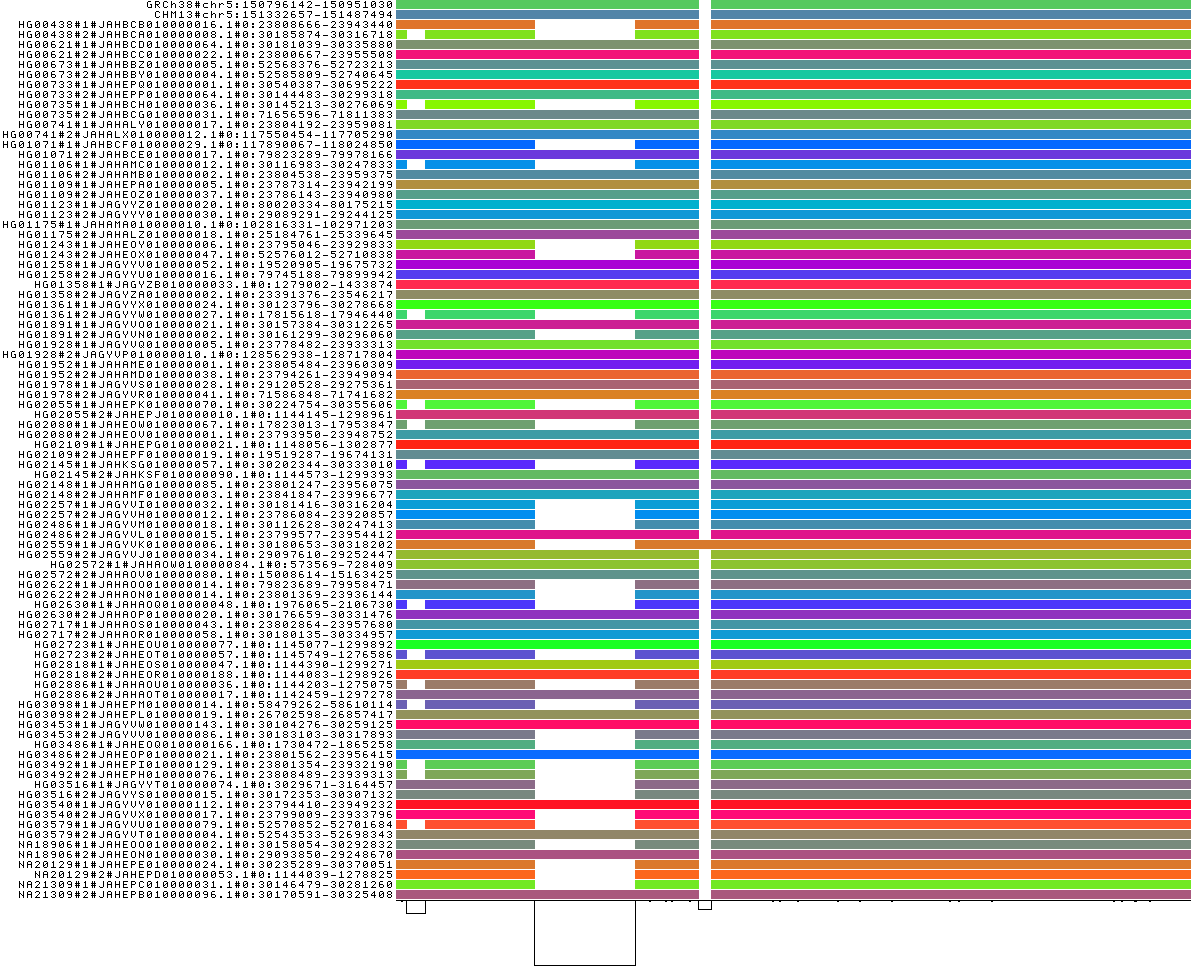 GRCh38#chr5:150796142-150951030
CHM13#chr5:151332657-151487494
HG00438#1#JAHBCB010000016.1#0:23808666-23943440
HG00438#2#JAHBCA010000008.1#0:30185874-30316718
HG00621#1#JAHBCD010000064.1#0:30181039-30335880
HG00621#2#JAHBCC010000022.1#0:23800667-23955508
HG00673#1#JAHBBZ010000005.1#0:52568376-52723213
HG00673#2#JAHBBY010000004.1#0:52585809-52740645
HG00733#1#JAHEPQ010000001.1#0:30540387-30695222
HG00733#2#JAHEPP010000064.1#0:30144483-30299318
HG00735#1#JAHBCH010000036.1#0:30145213-30276069
HG00735#2#JAHBCG010000031.1#0:71656596-71811383
HG00741#1#JAHALY010000017.1#0:23804192-23959081
HG00741#2#JAHALX010000012.1#0:117550454-117705290
HG01071#1#JAHBCF010000029.1#0:117890067-118024850
HG01071#2#JAHBCE010000017.1#0:79823289-79978166
HG01106#1#JAHAMC010000012.1#0:30116983-30247833
HG01106#2#JAHAMB010000002.1#0:23804538-23959375
HG01109#1#JAHEPA010000005.1#0:23787314-23942199
HG01109#2#JAHEOZ010000037.1#0:23786143-23940980
HG01123#1#JAGYYZ010000020.1#0:80020334-80175215
HG01123#2#JAGYYY010000030.1#0:29089291-29244125
HG01175#1#JAHAMA010000010.1#0:102816331-102971203
HG01175#2#JAHALZ010000018.1#0:25184761-25339645
HG01243#1#JAHEOY010000006.1#0:23795046-23929833
HG01243#2#JAHEOX010000047.1#0:52576012-52710838
HG01258#1#JAGYYV010000052.1#0:19520905-19675732
HG01258#2#JAGYYU010000016.1#0:79745188-79899942
HG01358#1#JAGYZB010000033.1#0:1279002-1433874
HG01358#2#JAGYZA010000002.1#0:23391376-23546217
HG01361#1#JAGYYX010000024.1#0:30123796-30278668
HG01361#2#JAGYYW010000027.1#0:17815618-17946440
HG01891#1#JAGYVO010000021.1#0:30157384-30312265
HG01891#2#JAGYVN010000002.1#0:30161299-30296060
HG01928#1#JAGYVQ010000005.1#0:23778482-23933313
HG01928#2#JAGYVP010000010.1#0:128562938-128717804
HG01952#1#JAHAME010000001.1#0:23805484-23960309
HG01952#2#JAHAMD010000038.1#0:23794261-23949094
HG01978#1#JAGYVS010000028.1#0:29120528-29275361
HG01978#2#JAGYVR010000041.1#0:71586848-71741682
HG02055#1#JAHEPK010000070.1#0:30224754-30355606
HG02055#2#JAHEPJ010000010.1#0:1144145-1298961
HG02080#1#JAHEOW010000067.1#0:17823013-17953847
HG02080#2#JAHEOV010000001.1#0:23793950-23948752
HG02109#1#JAHEPG010000021.1#0:1148056-1302877
HG02109#2#JAHEPF010000019.1#0:19519287-19674131
HG02145#1#JAHKSG010000057.1#0:30202344-30333010
HG02145#2#JAHKSF010000090.1#0:1144573-1299393
HG02148#1#JAHAMG010000085.1#0:23801247-23956075
HG02148#2#JAHAMF010000003.1#0:23841847-23996677
HG02257#1#JAGYVI010000032.1#0:30181416-30316204
HG02257#2#JAGYVH010000012.1#0:23786084-23920857
HG02486#1#JAGYVM010000018.1#0:30112628-30247413
HG02486#2#JAGYVL010000015.1#0:23799577-23954412
HG02559#1#JAGYVK010000006.1#0:30180653-30318202
HG02559#2#JAGYVJ010000034.1#0:29097610-29252447
HG02572#1#JAHAOW010000084.1#0:573569-728409
HG02572#2#JAHAOV010000080.1#0:15008614-15163425
HG02622#1#JAHAOO010000014.1#0:79823689-79958471
HG02622#2#JAHAON010000014.1#0:23801369-23936144
HG02630#1#JAHAOQ010000048.1#0:1976065-2106730
HG02630#2#JAHAOP010000020.1#0:30176659-30331476
HG02717#1#JAHAOS010000043.1#0:23802864-23957680
HG02717#2#JAHAOR010000058.1#0:30180135-30334957
HG02723#1#JAHEOU010000077.1#0:1145077-1299892
HG02723#2#JAHEOT010000057.1#0:1145749-1276586
HG02818#1#JAHEOS010000047.1#0:1144390-1299271
HG02818#2#JAHEOR010000188.1#0:1144083-1298926
HG02886#1#JAHAOU010000036.1#0:1144203-1275075
HG02886#2#JAHAOT010000017.1#0:1142459-1297278
HG03098#1#JAHEPM010000014.1#0:58479262-58610114
HG03098#2#JAHEPL010000019.1#0:26702598-26857417
HG03453#1#JAGYVW010000143.1#0:30104276-30259125
HG03453#2#JAGYVV010000086.1#0:30183103-30317893
HG03486#1#JAHEOQ010000166.1#0:1730472-1865258
HG03486#2#JAHEOP010000021.1#0:23801562-23956415
HG03492#1#JAHEPI010000129.1#0:23801354-23932190
HG03492#2#JAHEPH010000076.1#0:23808489-23939313
HG03516#1#JAGYYT010000074.1#0:3029671-3164457
HG03516#2#JAGYYS010000015.1#0:30172353-30307132
HG03540#1#JAGYVY010000112.1#0:23794410-23949232
HG03540#2#JAGYVX010000017.1#0:23799009-23933796
HG03579#1#JAGYVU010000079.1#0:52570852-52701684
HG03579#2#JAGYVT010000004.1#0:52543533-52698343
NA18906#1#JAHEOO010000002.1#0:30158054-30292832
NA18906#2#JAHEON010000030.1#0:29093850-29248670
NA20129#1#JAHEPE010000024.1#0:30235289-30370051
NA20129#2#JAHEPD010000053.1#0:1144039-1278825
NA21309#1#JAHEPC010000031.1#0:30146479-30281260
NA21309#2#JAHEPB010000096.1#0:30170591-30325408